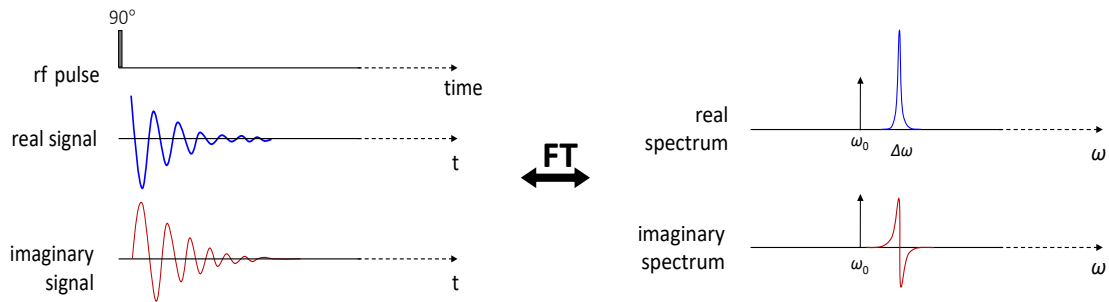 90°
rf pulse
time
real signal
t
imaginary
signal
t
FT
real
spectrum
ω₀
Δω
ω
imaginary
spectrum
ω₀
ω